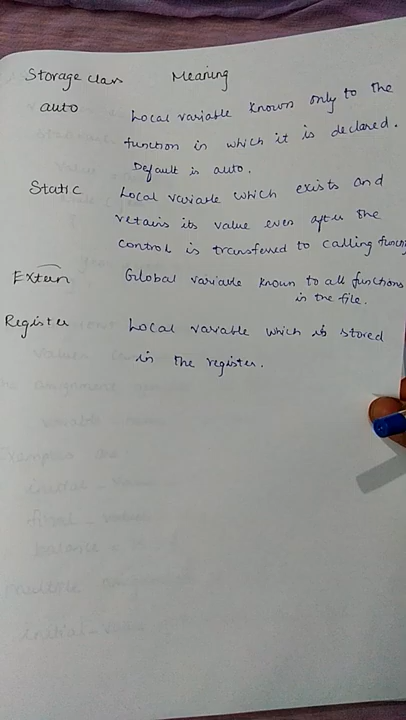 Storage class Meaning
auto Local variable known only to the
function in which it is declared.
Default is auto.
Static Local variable which exists and
retains its value even after the
control is transferred to calling
Extern Global variable known to all functions
in the file.
Register Local variable which is stored
in the register.